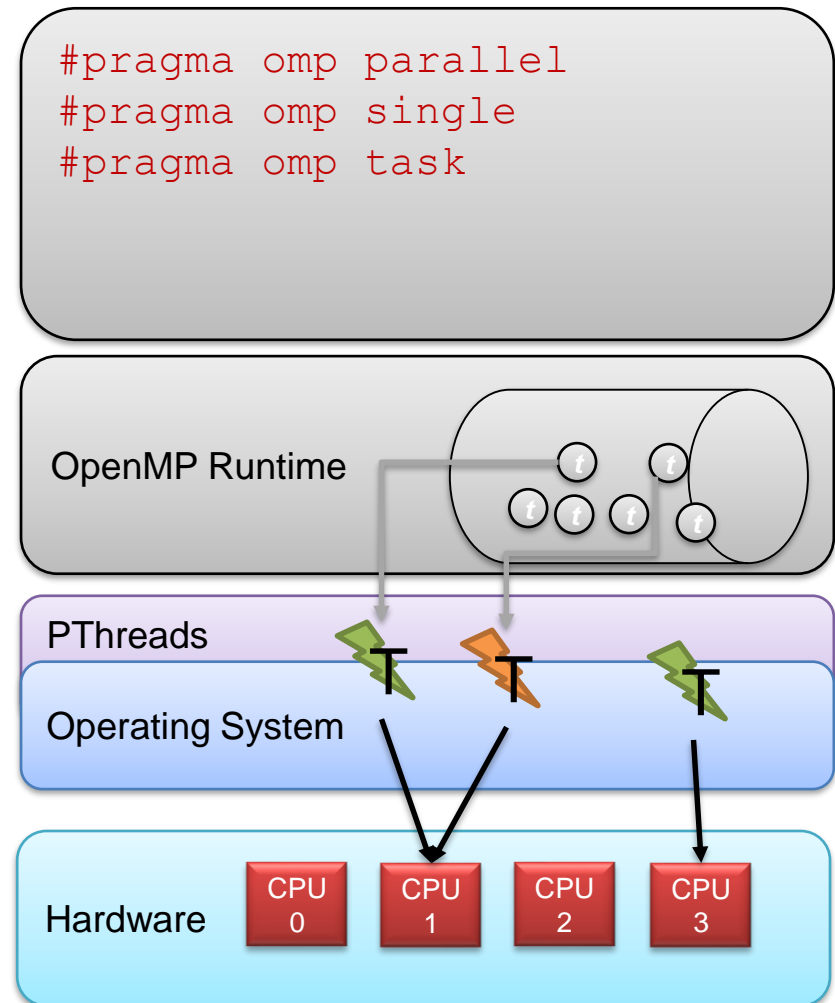 #pragma omp parallel
#pragma omp single
#pragma omp task
OpenMP Runtime
t
t
t
t
t
t
PThreads
T
T
T
Operating System
Hardware
CPU
0
CPU
1
CPU
2
CPU
3